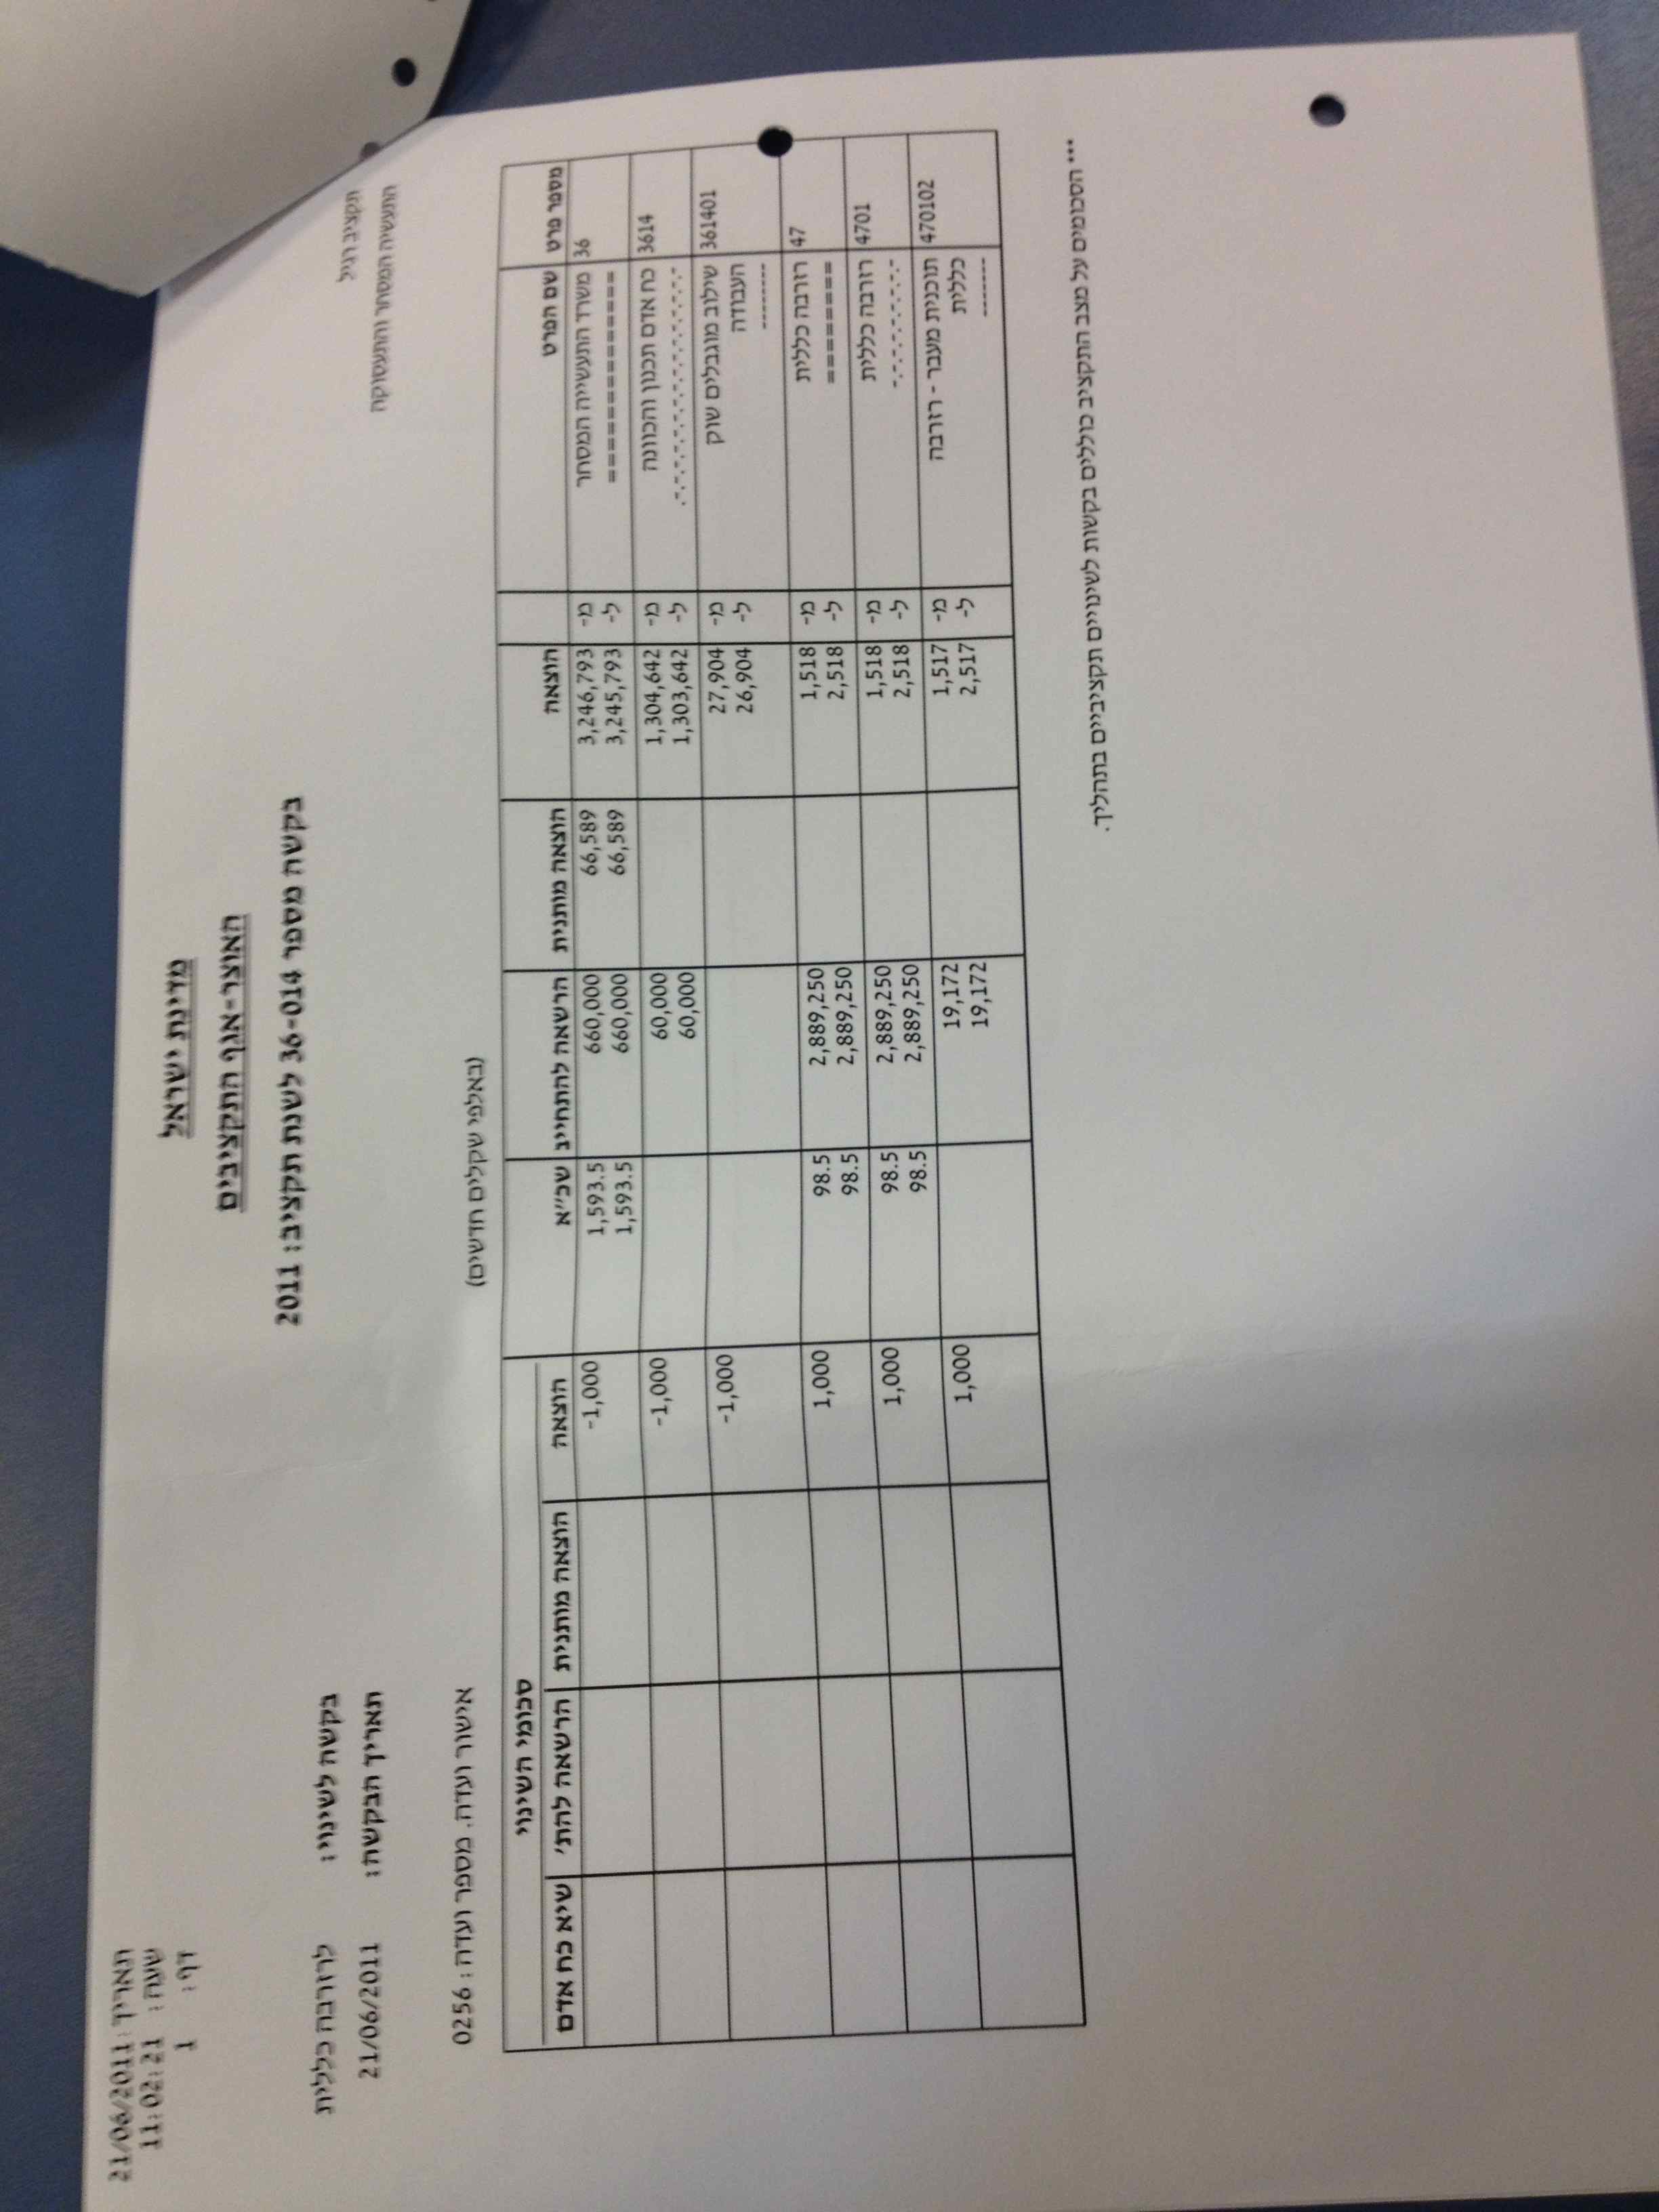 תאריך: 21/06/2011
שעה: 11:02:21
דף: 1
מדינת ישראל
האוצר-אגף התקציבים
בקשה מספר 36-014 לשנת תקציב: 2011
תקציב רגיל
בקשה לשינוי: לרזרבה כללית
התעשיה המסחר והתעסוקה
תאריך הבקשה: 21/06/2011
(באלפי שקלים חדשים)
אישור ועדה. מספר ועדה: 0256
סכומי השינוי
מספר פרט שם הפרט הוצאה הוצאה מותנית הרשאה להתחייב שכ"א הוצאה הוצאה מותנית הרשאה להת' שיא כח אדם
36 משרד התעשייה המסחר מ- 3,246,793 66,589 660,000 1,593.5 -1,000
============== ל- 3,245,793 66,589 660,000 1,593.5
3614 כח אדם תכנון והכוונה מ- 1,304,642 60,000 -1,000
-.-.-.-.-.-.-.-.-.-. ל- 1,303,642 60,000
361401 שילוב מוגבלים שוק מ- 27,904 -1,000
העבודה ל- 26,904
--------
47 רזרבה כללית מ- 1,518 2,889,250 98.5 1,000
======== ל- 2,518 2,889,250 98.5
4701 רזרבה כללית מ- 1,518 2,889,250 98.5 1,000
-.-.-.-.-.-. ל- 2,518 2,889,250 98.5
470102 תוכנית מעבר - רזרבה מ- 1,517 19,172 1,000
כללית ל- 2,517 19,172
-------
*** הסכומים על מצב התקציב כוללים בקשות לשינויים תקציביים בתהליך.